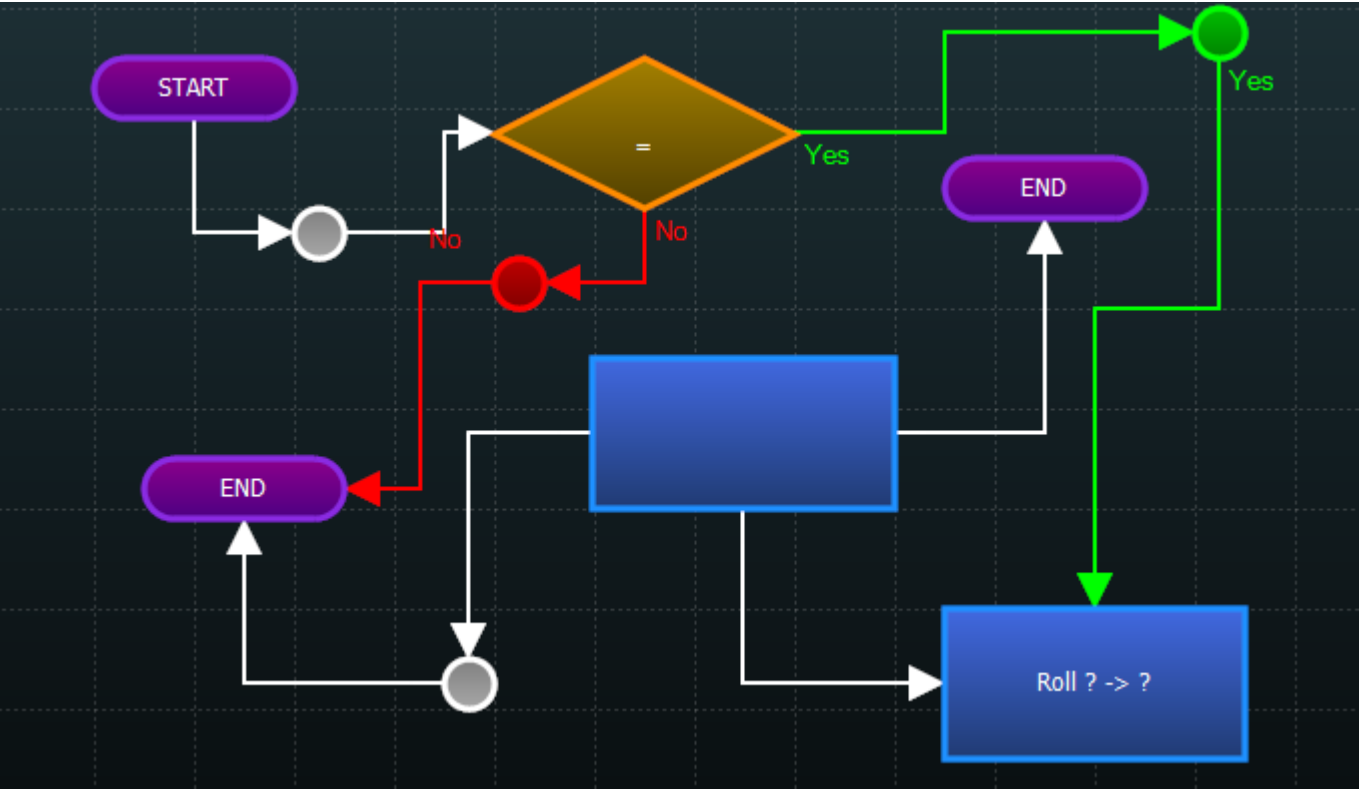 START
=
Yes
Yes
END
No
No
END
Roll ? -> ?